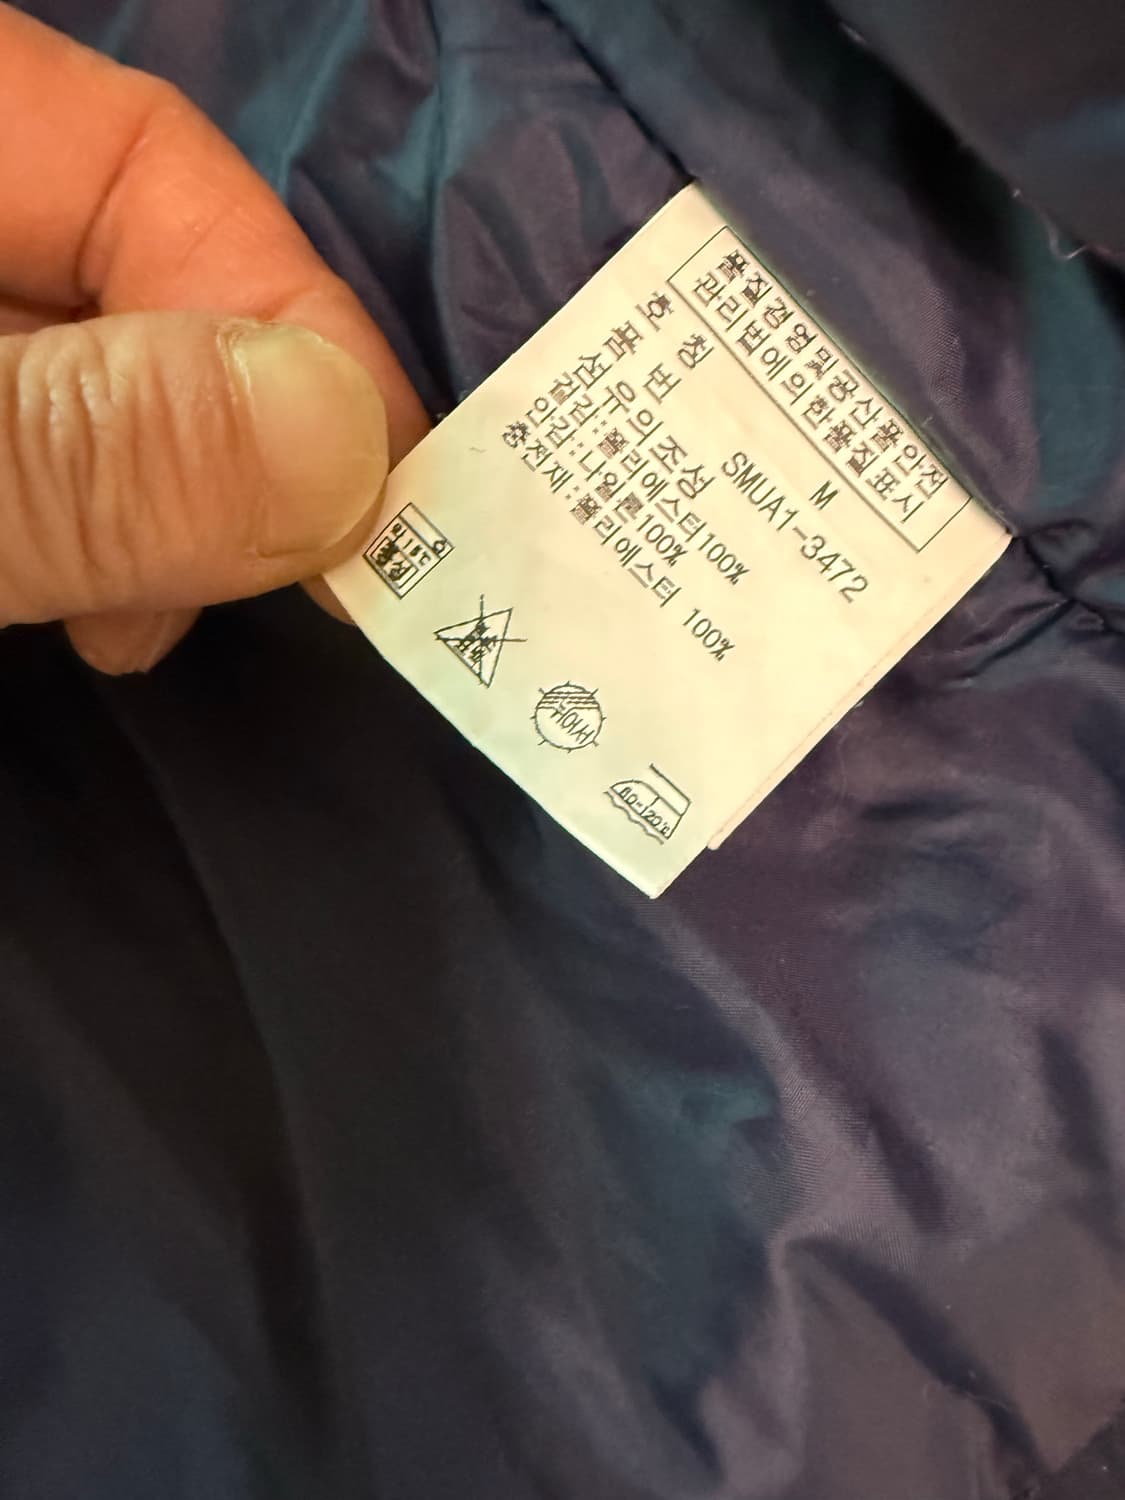 품질경영및공산품안전
관리법에의한품질표시
호 칭 M
품 번 SMUA1-3472
섬유의조성
겉감:폴리에스터100%
안감:나일론100%
충전재:폴리에스터 100%
80-120℃